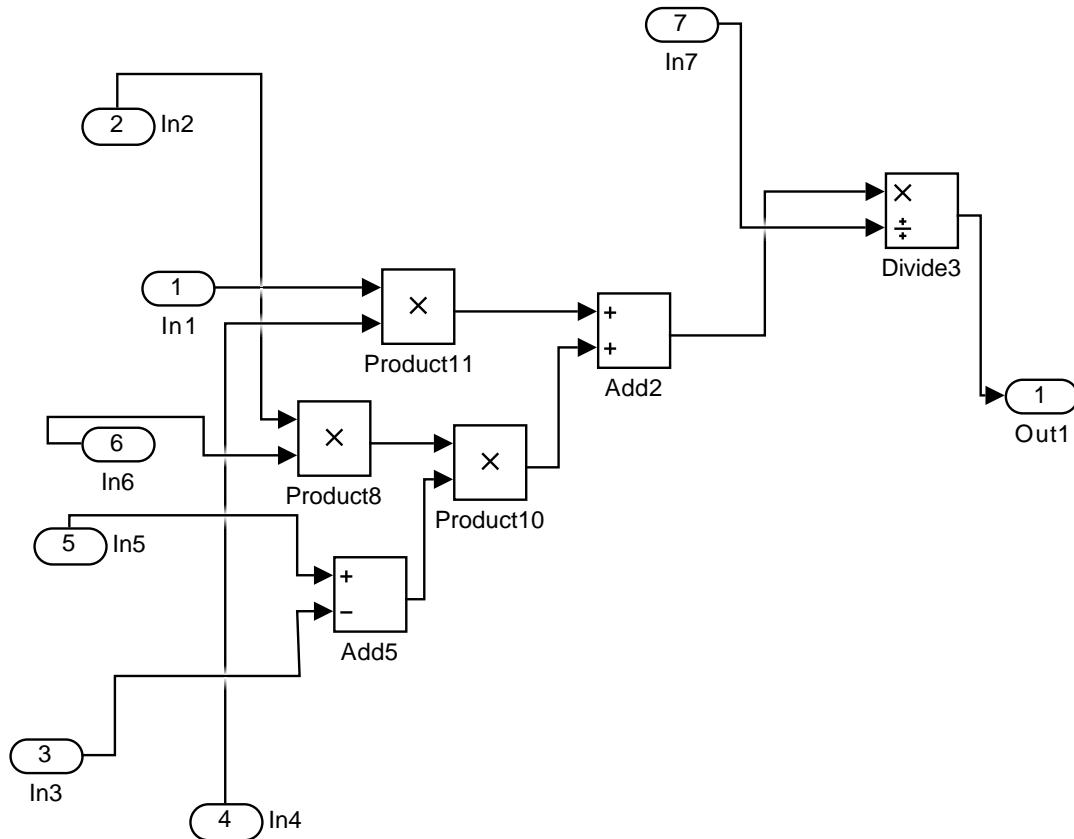 7
In7
2
In2
×
÷
Divide3
1
In1
×
Product11
+
+
Add2
1
Out1
6
In6
×
Product8
×
Product10
5
In5
+
−
Add5
3
In3
4
In4